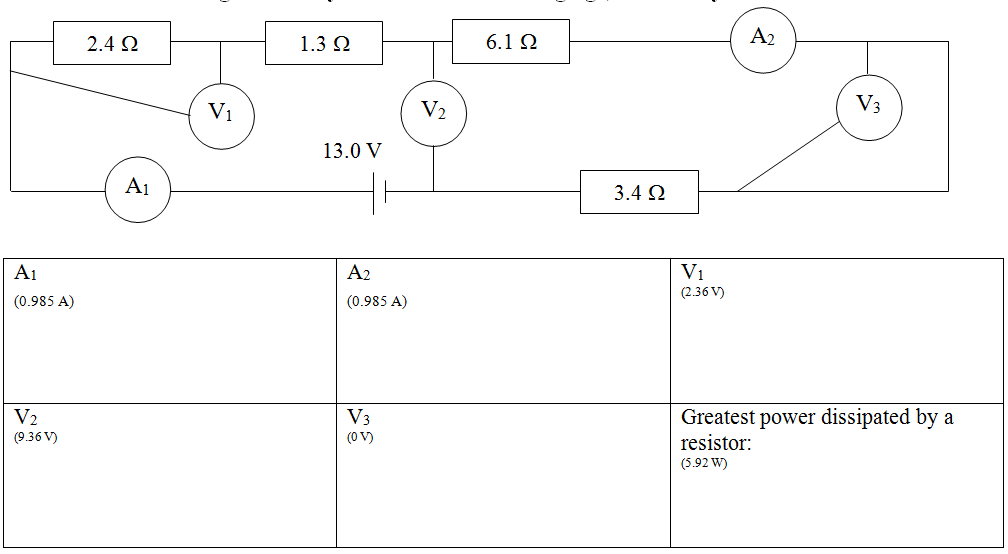 2.4 Ω
1.3 Ω
6.1 Ω
A2
V1
V2
V3
13.0 V
A1
3.4 Ω
A1
(0.985 A)
A2
(0.985 A)
V1
(2.36 V)
V2
(9.36 V)
V3
(0 V)
Greatest power dissipated by a
resistor:
(5.92 W)